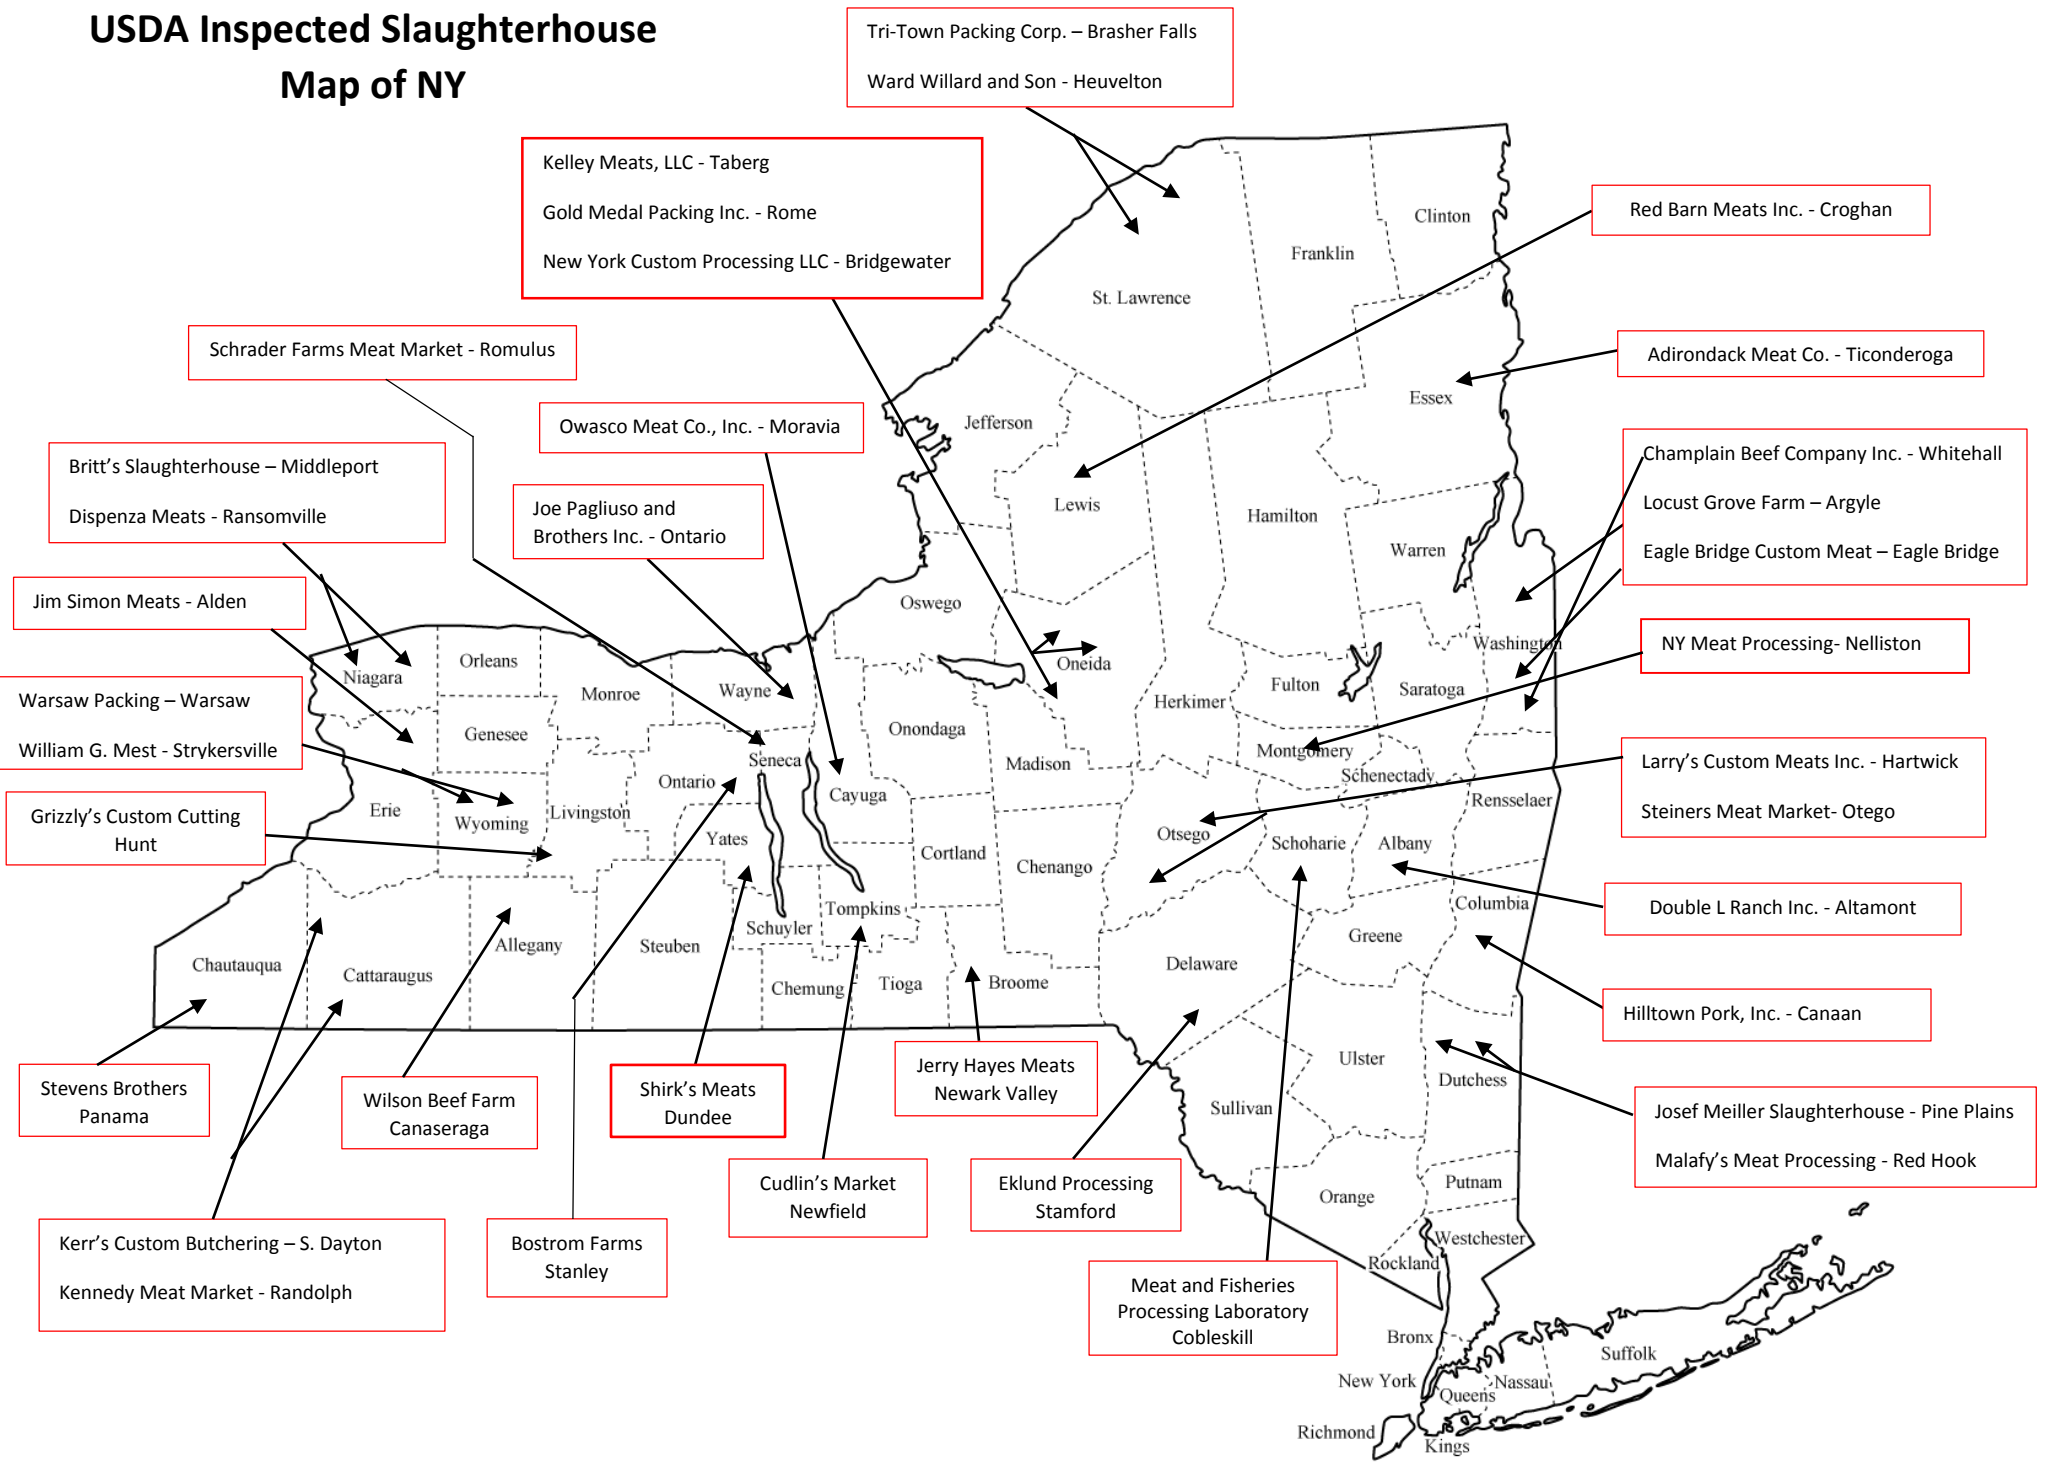 USDA Inspected Slaughterhouse
Map of NY
Tri-Town Packing Corp. – Brasher Falls
Ward Willard and Son - Heuvelton
Kelley Meats, LLC - Taberg
Gold Medal Packing Inc. - Rome
New York Custom Processing LLC - Bridgewater
Red Barn Meats Inc. - Croghan
Schrader Farms Meat Market - Romulus
Adirondack Meat Co. - Ticonderoga
Owasco Meat Co., Inc. - Moravia
Britt’s Slaughterhouse – Middleport
Dispenza Meats - Ransomville
Joe Pagliuso and
Brothers Inc. - Ontario
Champlain Beef Company Inc. - Whitehall
Locust Grove Farm – Argyle
Eagle Bridge Custom Meat – Eagle Bridge
Jim Simon Meats - Alden
NY Meat Processing- Nelliston
Warsaw Packing – Warsaw
William G. Mest - Strykersville
Larry’s Custom Meats Inc. - Hartwick
Steiners Meat Market- Otego
Grizzly’s Custom Cutting
Hunt
Double L Ranch Inc. - Altamont
Hilltown Pork, Inc. - Canaan
Stevens Brothers
Panama
Wilson Beef Farm
Canaseraga
Shirk’s Meats
Dundee
Jerry Hayes Meats
Newark Valley
Josef Meiller Slaughterhouse - Pine Plains
Malafy’s Meat Processing - Red Hook
Cudlin’s Market
Newfield
Eklund Processing
Stamford
Kerr’s Custom Butchering – S. Dayton
Kennedy Meat Market - Randolph
Bostrom Farms
Stanley
Meat and Fisheries
Processing Laboratory
Cobleskill
Clinton
Franklin
St. Lawrence
Essex
Jefferson
Lewis
Hamilton
Warren
Oswego
Washington
Oneida
Orleans
Niagara
Monroe
Wayne
Fulton
Saratoga
Herkimer
Onondaga
Genesee
Montgomery
Seneca
Madison
Schenectady
Ontario
Cayuga
Rensselaer
Erie
Wyoming
Livingston
Yates
Otsego
Schoharie
Albany
Cortland
Chenango
Tompkins
Columbia
Schuyler
Greene
Allegany
Steuben
Chautauqua
Cattaraugus
Delaware
Chemung
Tioga
Broome
Ulster
Dutchess
Sullivan
Putnam
Orange
Westchester
Rockland
Bronx
Suffolk
New York
Nassau
Queens
Richmond
Kings